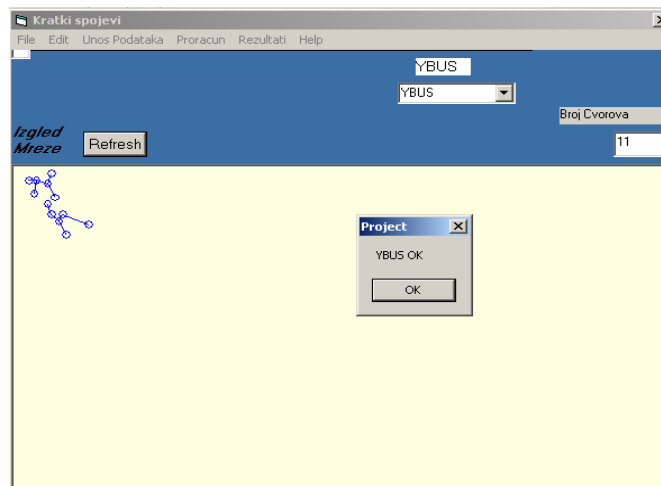 Kratki spojevi
File Edit Unos Podataka Proracun Rezultati Help
YBUS
YBUS
Broj Cvorova
Izgled
Mreze
Refresh
11
Project
YBUS OK
OK